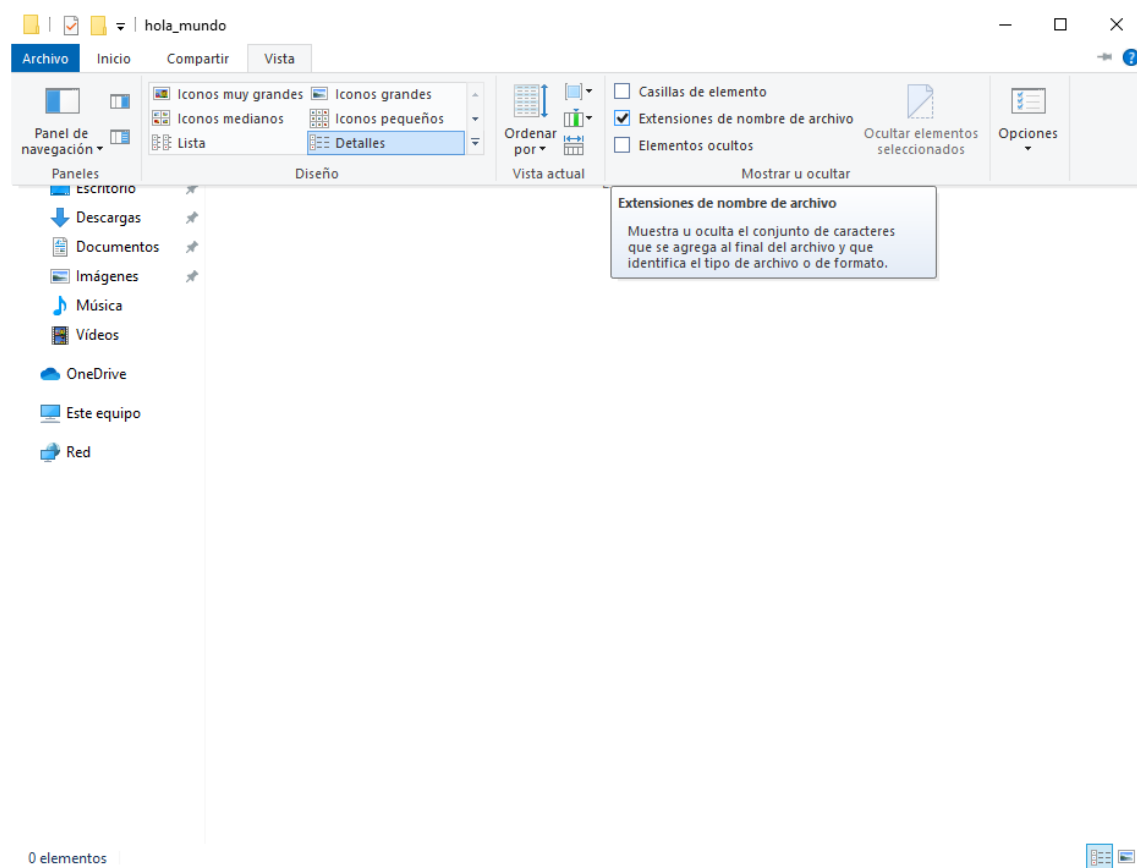 hola_mundo
Archivo Inicio Compartir Vista
Panel de navegación
Paneles
Iconos muy grandes Iconos grandes
Iconos medianos Iconos pequeños
Lista Detalles
Diseño
Ordenar por
Vista actual
Casillas de elemento
Extensiones de nombre de archivo
Elementos ocultos
Ocultar elementos
seleccionados
Mostrar u ocultar
Opciones
Extensiones de nombre de archivo
Muestra u oculta el conjunto de caracteres
que se agrega al final del archivo y que
identifica el tipo de archivo o de formato.
Escritorio
Descargas
Documentos
Imágenes
Música
Vídeos
OneDrive
Este equipo
Red
0 elementos